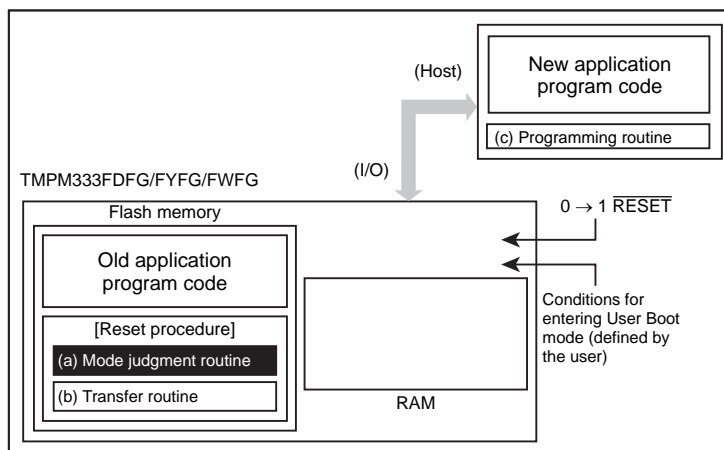 (Host)
New application
program code
(c) Programming routine
(I/O)
TMPM333FDFG/FYFG/FWFG
Flash memory
0 → 1 RESET
Old application
program code
[Reset procedure]
(a) Mode judgment routine
(b) Transfer routine
RAM
Conditions for
entering User Boot
mode (defined by
the user)